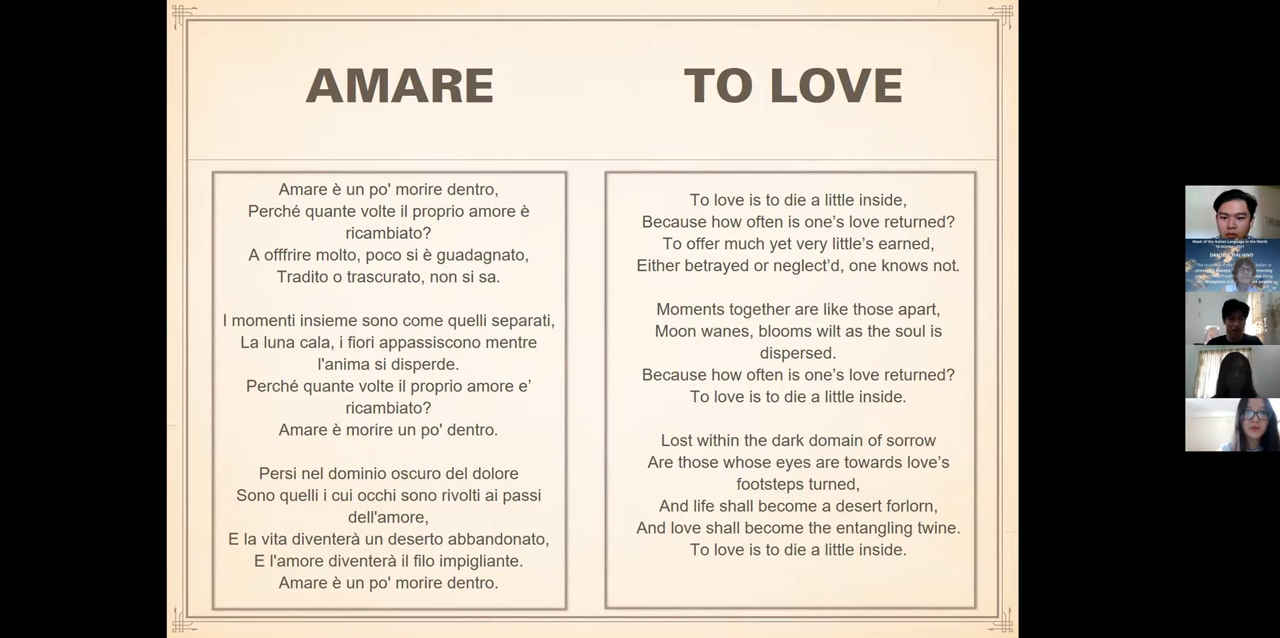 AMARE
TO LOVE
Amare è un po' morire dentro,
Perché quante volte il proprio amore è
ricambiato?
A offfrire molto, poco si è guadagnato,
Tradito o trascurato, non si sa.
I momenti insieme sono come quelli separati,
La luna cala, i fiori appassiscono mentre
l'anima si disperde.
Perché quante volte il proprio amore e’
ricambiato?
Amare è morire un po' dentro.
Persi nel dominio oscuro del dolore
Sono quelli i cui occhi sono rivolti ai passi
dell'amore,
E la vita diventerà un deserto abbandonato,
E l'amore diventerà il filo impigliante.
Amare è un po' morire dentro.
To love is to die a little inside,
Because how often is one’s love returned?
To offer much yet very little’s earned,
Either betrayed or neglect’d, one knows not.
Moments together are like those apart,
Moon wanes, blooms wilt as the soul is
dispersed.
Because how often is one’s love returned?
To love is to die a little inside.
Lost within the dark domain of sorrow
Are those whose eyes are towards love’s
footsteps turned,
And life shall become a desert forlorn,
And love shall become the entangling twine.
To love is to die a little inside.
Week of the Italian Language in the World